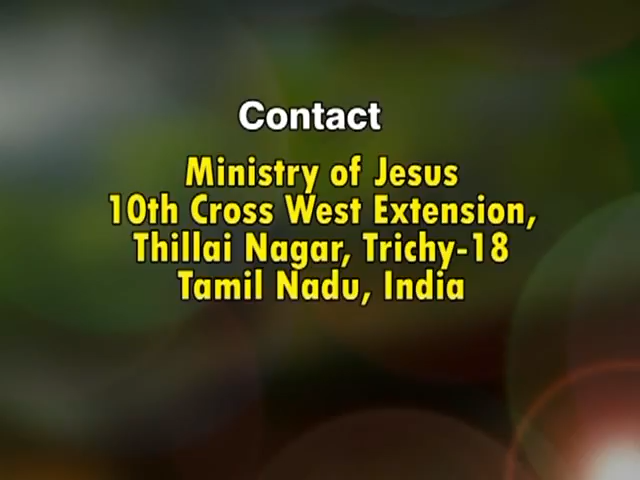 Contact
Ministry of Jesus
10th Cross West Extension,
Thillai Nagar, Trichy-18
Tamil Nadu, India